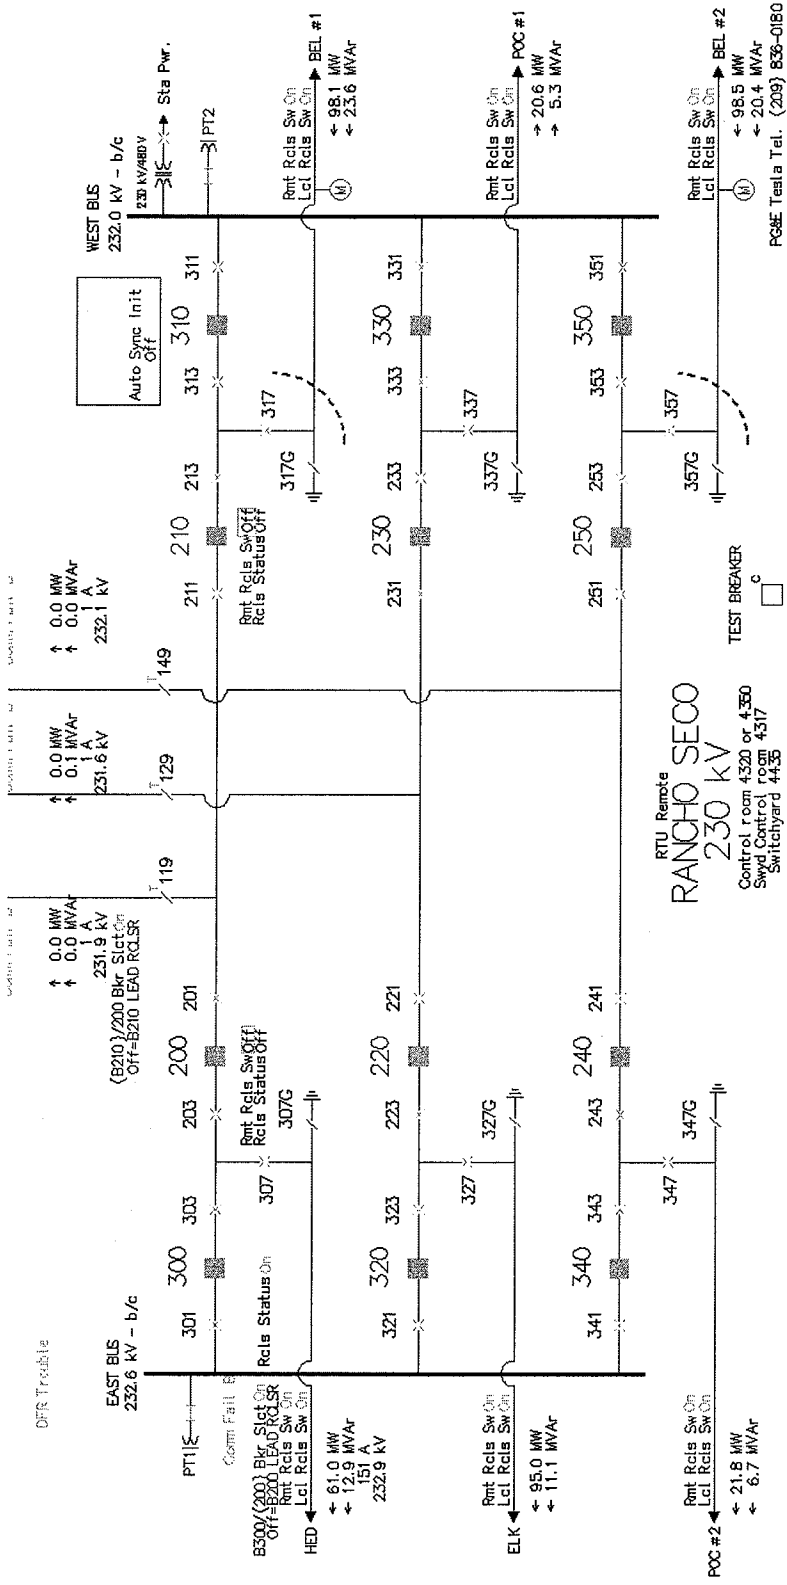 DFR Trouble
EAST BUS
232.6 kV - b/c
PT1
301
300
303
203
200
201
{B210}/200 Bkr Slct On
Off=B210 LEAD RCLSR
↑ 0.0 MW
↑ 0.0 MVAr
1 A
231.9 kV
T
119
↑ 0.0 MW
↑ 0.1 MVAr
1 A
231.6 kV
T
129
↑ 0.0 MW
↑ 0.0 MVAr
1 A
232.1 kV
T
149
211
210
213
313
310
311
Auto Sync Init
Off
WEST BUS
232.0 kV - b/c
230 kV/480 V
Sta Pwr.
PT2
Comm Fail B
B300/{200} Bkr Slct On
Off=B200 LEAD RCLSR
Rcls Status On
Rmt Rcls Sw On
Lcl Rcls Sw On
HED
← 61.0 MW
← 12.9 MVAr
151 A
232.9 kV
307
307G
Rmt Rcls Sw Off
Rcls Status Off
Rmt Rcls Sw Off
Rcls Status Off
317G
317
Rmt Rcls Sw On
Lcl Rcls Sw On
M
BEL #1
← 98.1 MW
← 23.6 MVAr
321
320
323
223
220
221
231
230
233
333
330
331
Rmt Rcls Sw On
Lcl Rcls Sw On
ELK
← 95.0 MW
← 11.1 MVAr
327
327G
337G
337
Rmt Rcls Sw On
Lcl Rcls Sw On
POC #1
→ 20.6 MW
→ 5.3 MVAr
341
340
343
243
240
241
251
250
253
353
350
351
Rmt Rcls Sw On
Lcl Rcls Sw On
POC #2
← 21.8 MW
← 6.7 MVAr
347
347G
357G
357
Rmt Rcls Sw On
Lcl Rcls Sw On
M
BEL #2
← 98.5 MW
← 20.4 MVAr
RTU Remote
RANCHO SECO
230 kV
Control room 4320 or 4350
Swyd Control room 4317
Switchyard 4435
TEST BREAKER
C
PG&E Tesla Tel. (209) 836-0180